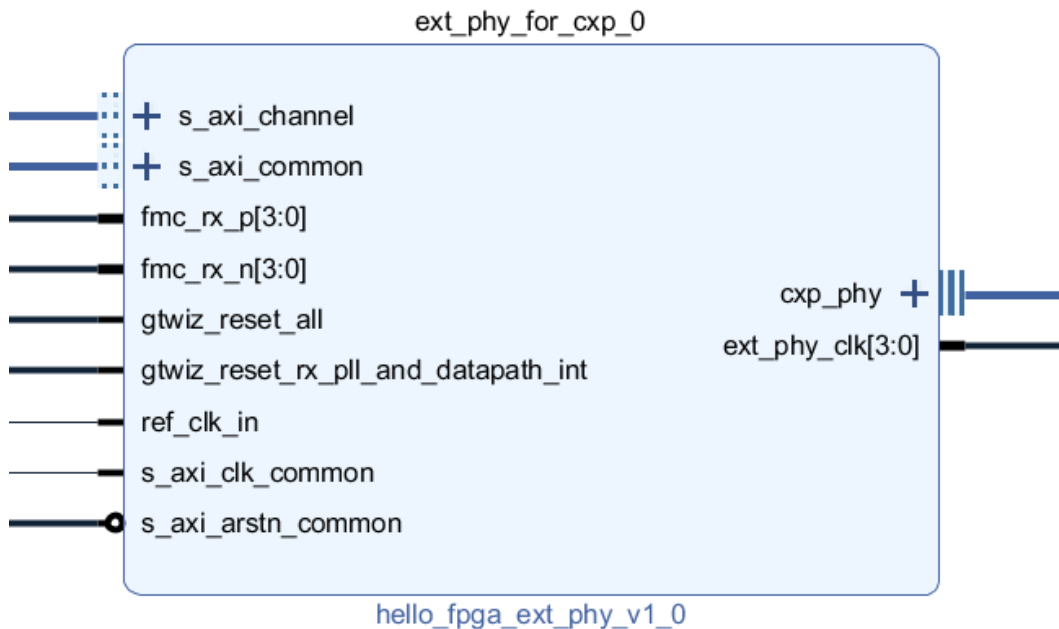 ext_phy_for_cxp_0
s_axi_channel
s_axi_common
fmc_rx_p[3:0]
fmc_rx_n[3:0]
gtwiz_reset_all
gtwiz_reset_rx_pll_and_datapath_int
ref_clk_in
s_axi_clk_common
s_axi_arstn_common
cxp_phy
ext_phy_clk[3:0]
hello_fpga_ext_phy_v1_0